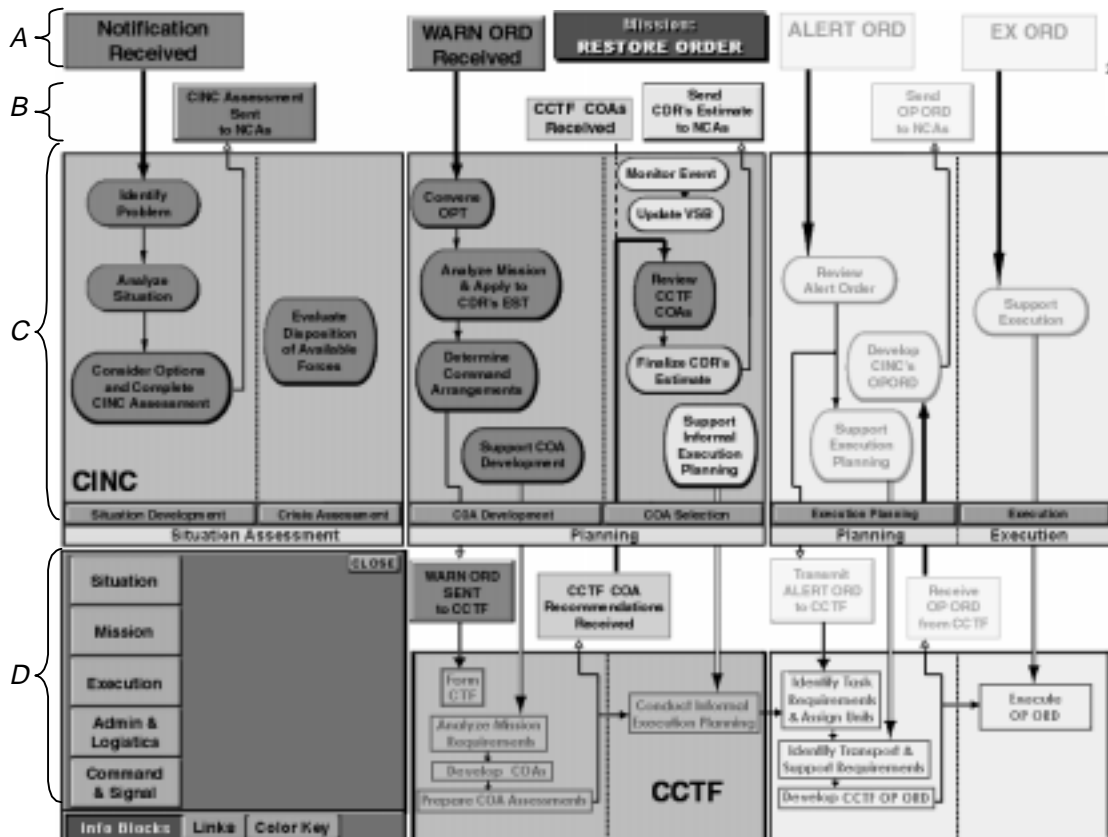 A
Notification
Received
WARN ORD
Received
Mission:
RESTORE ORDER
ALERT ORD
EX ORD
B
CINC Assessment
Sent
to NCAs
CCTF COAs
Received
Send
CDR's Estimate
to NCAs
Send
OP ORD
to NCAs
C
Identify
Problem
Analyze
Situation
Consider Options
and Complete
CINC Assessment
Evaluate
Disposition
of Available
Forces
CINC
Convene
OPT
Analyze Mission
& Apply to
CDR's EST
Determine
Command
Arrangements
Support COA
Development
Monitor Event
Update VSB
Review
CCTF
COAs
Finalize CDR's
Estimate
Support
Informal
Execution
Planning
Review
Alert Order
Develop
CINC's
OPORD
Support
Execution
Planning
Support
Execution
Situation Development
Crisis Assessment
COA Development
COA Selection
Execution Planning
Execution
Situation Assessment
Planning
Planning
Execution
D
CLOSE
Situation
Mission
Execution
Admin &
Logistics
Command
& Signal
Info Blocks
Links
Color Key
WARN ORD
SENT
to CCTF
CCTF COA
Recommendations
Received
Transmit
ALERT ORD
to CCTF
Receive
OP ORD
from CCTF
Form
CTF
Analyze Mission
Requirements
Develop COAs
Prepare COA Assessments
Conduct Informal
Execution Planning
CCTF
Identify Task
Requirements
& Assign Units
Identify Transport &
Support Requirements
Develop CCTF OP ORD
Execute
OP ORD